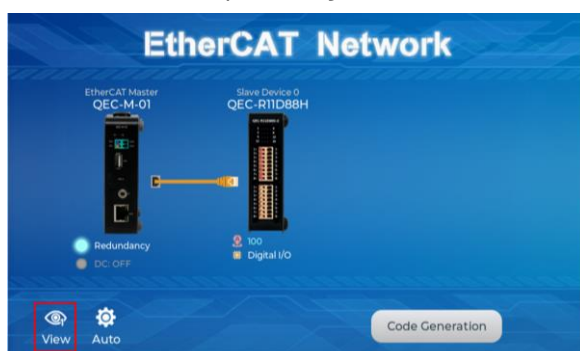 EtherCAT Network
EtherCAT Master
QEC-M-01
Slave Device 0
QEC-R11D88H
Redundancy
DC: OFF
100
Digital I/O
View
Auto
Code Generation